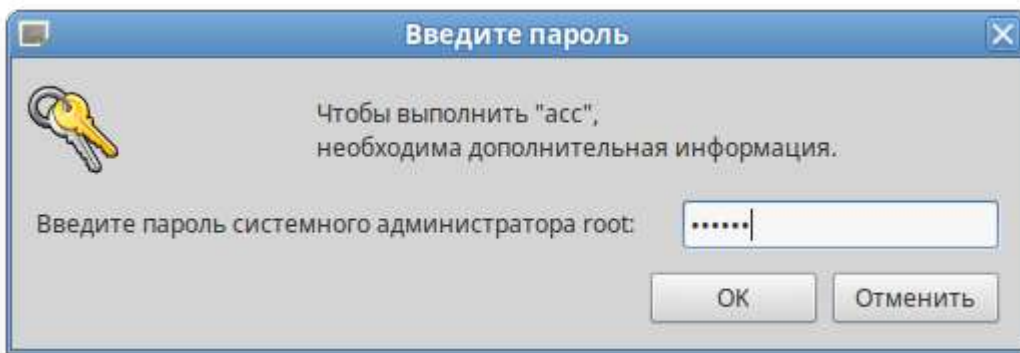 Введите пароль
Чтобы выполнить "acc",
необходима дополнительная информация.
Введите пароль системного администратора root: ••••••
OK Отменить